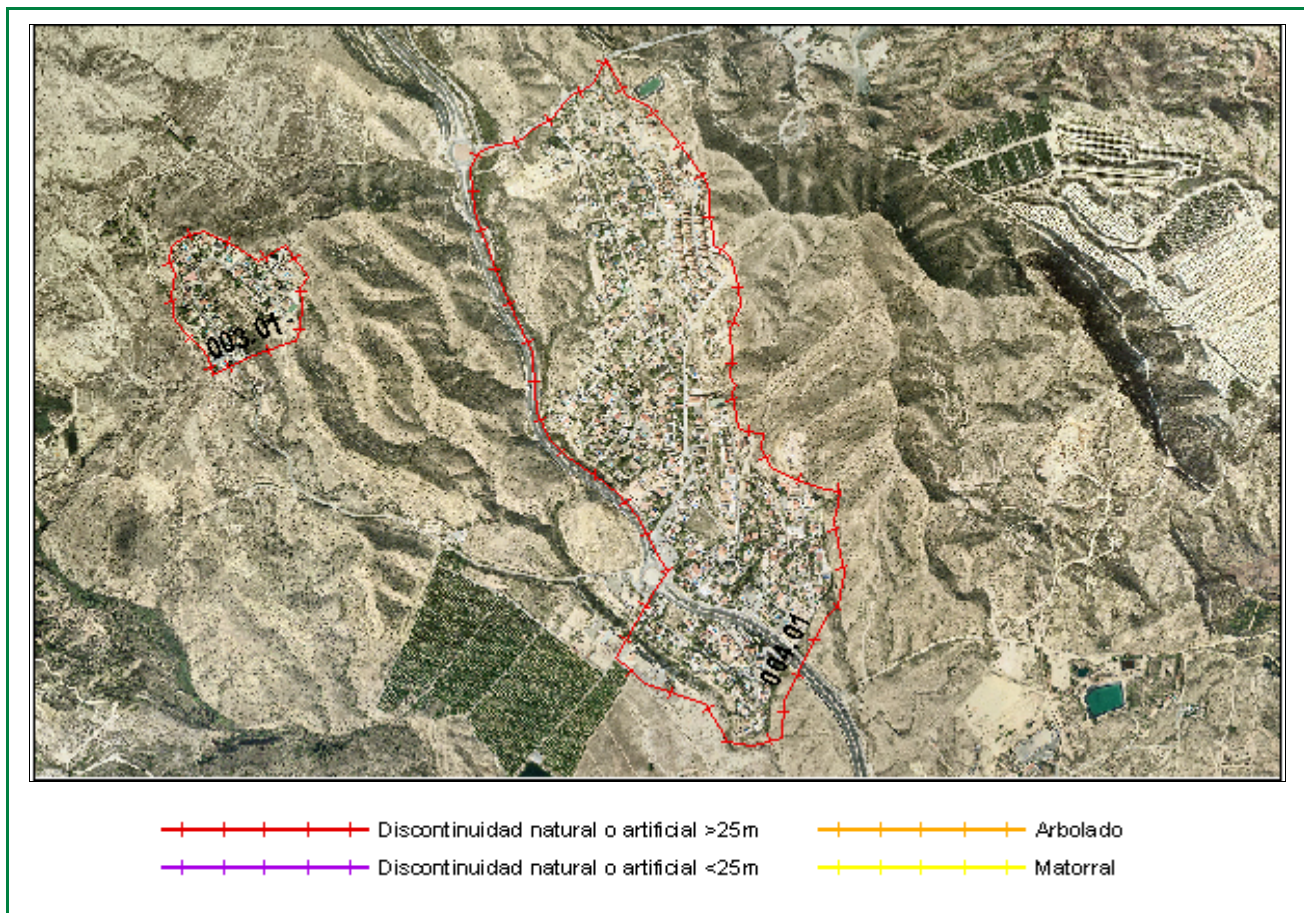 003.01
004.01
Discontinuidad natural o artificial >25m
Arbolado
Discontinuidad natural o artificial <25m
Matorral